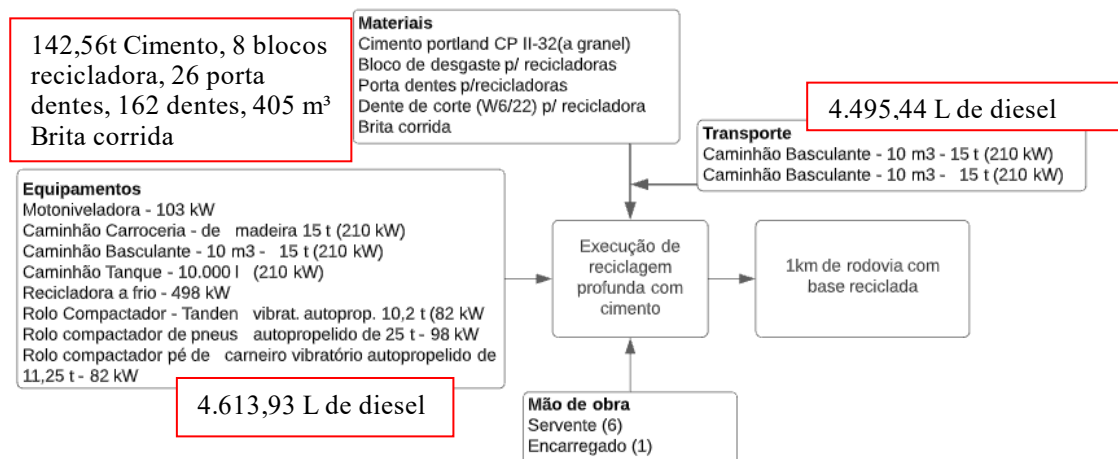 142,56t Cimento, 8 blocos
recicladora, 26 porta
dentes, 162 dentes, 405 m³
Brita corrida
Materiais
Cimento portland CP II-32(a granel)
Bloco de desgaste p/ recicladoras
Porta dentes p/recicladoras
Dente de corte (W6/22) p/ recicladora
Brita corrida
4.495,44 L de diesel
Transporte
Caminhão Basculante - 10 m3 - 15 t (210 kW)
Caminhão Basculante - 10 m3 - 15 t (210 kW)
Equipamentos
Motoniveladora - 103 kW
Caminhão Carroceria - de madeira 15 t (210 kW)
Caminhão Basculante - 10 m3 - 15 t (210 kW)
Caminhão Tanque - 10.000 l (210 kW)
Recicladora a frio - 498 kW
Rolo Compactador - Tanden vibrat. autoprop. 10,2 t (82 kW
Rolo compactador de pneus autopropelido de 25 t - 98 kW
Rolo compactador pé de carneiro vibratório autopropelido de
11,25 t - 82 kW
4.613,93 L de diesel
Execução de
reciclagem
profunda com
cimento
1km de rodovia com
base reciclada
Mão de obra
Servente (6)
Encarregado (1)